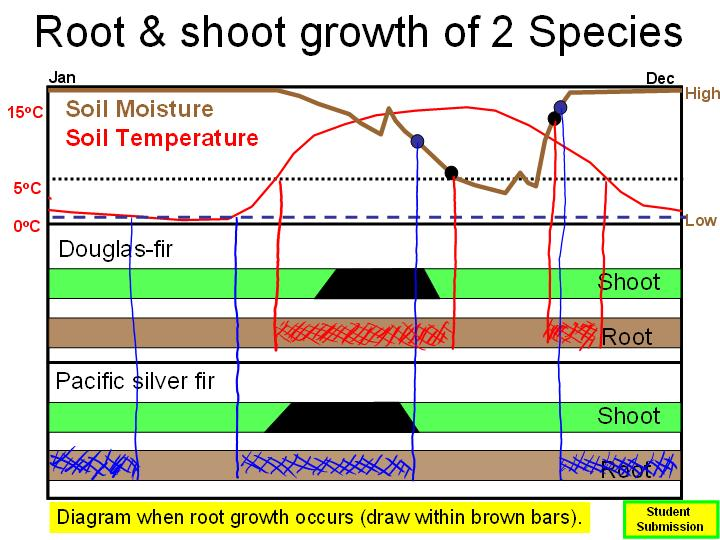 Root & shoot growth of 2 Species
Jan
Dec
High
15°C
Soil Moisture
Soil Temperature
5°C
0°C
Low
Douglas-fir
Shoot
Root
Pacific silver fir
Shoot
Root
Diagram when root growth occurs (draw within brown bars).
Student
Submission